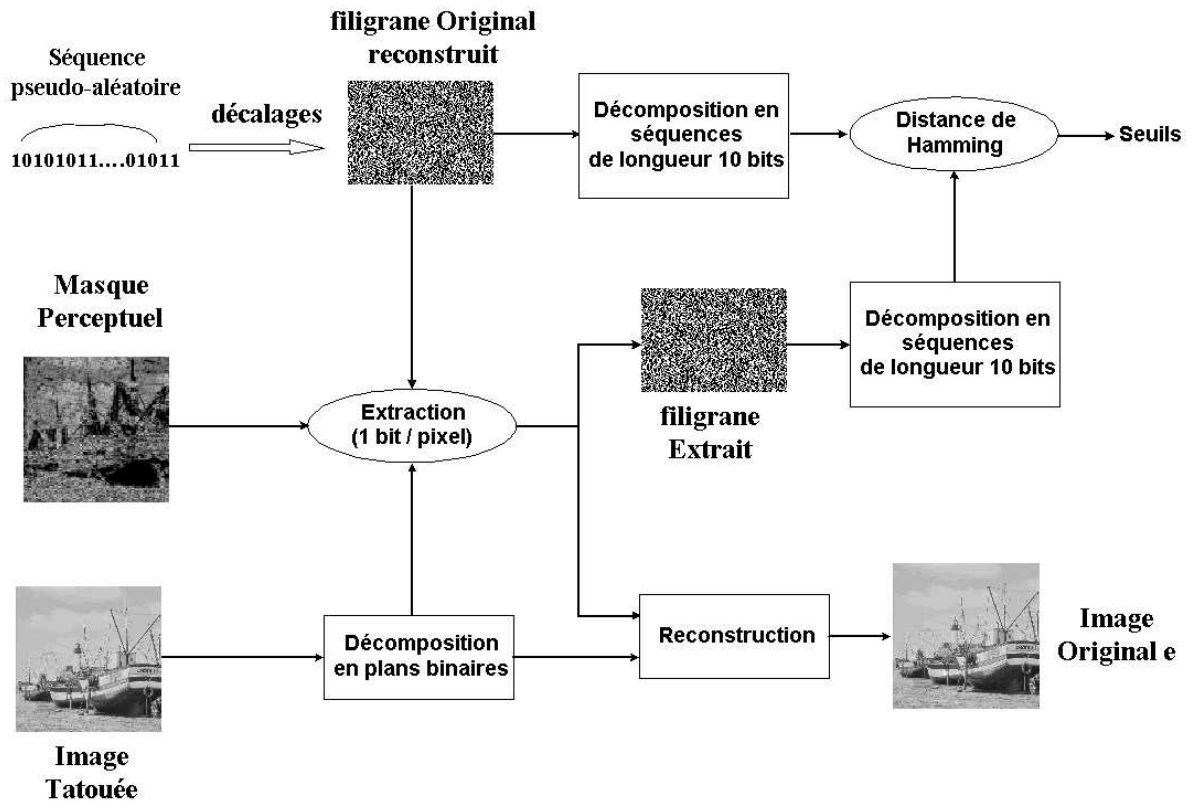 filigrane Original
reconstruit
Séquence
pseudo-aléatoire
10101011....01011
décalages
Décomposition en
séquences
de longueur 10 bits
Distance de
Hamming
Seuils
Masque
Perceptuel
Extraction
(1 bit / pixel)
filigrane
Extrait
Décomposition en
séquences
de longueur 10 bits
Image
Tatouée
Décomposition
en plans binaires
Reconstruction
Image
Original e